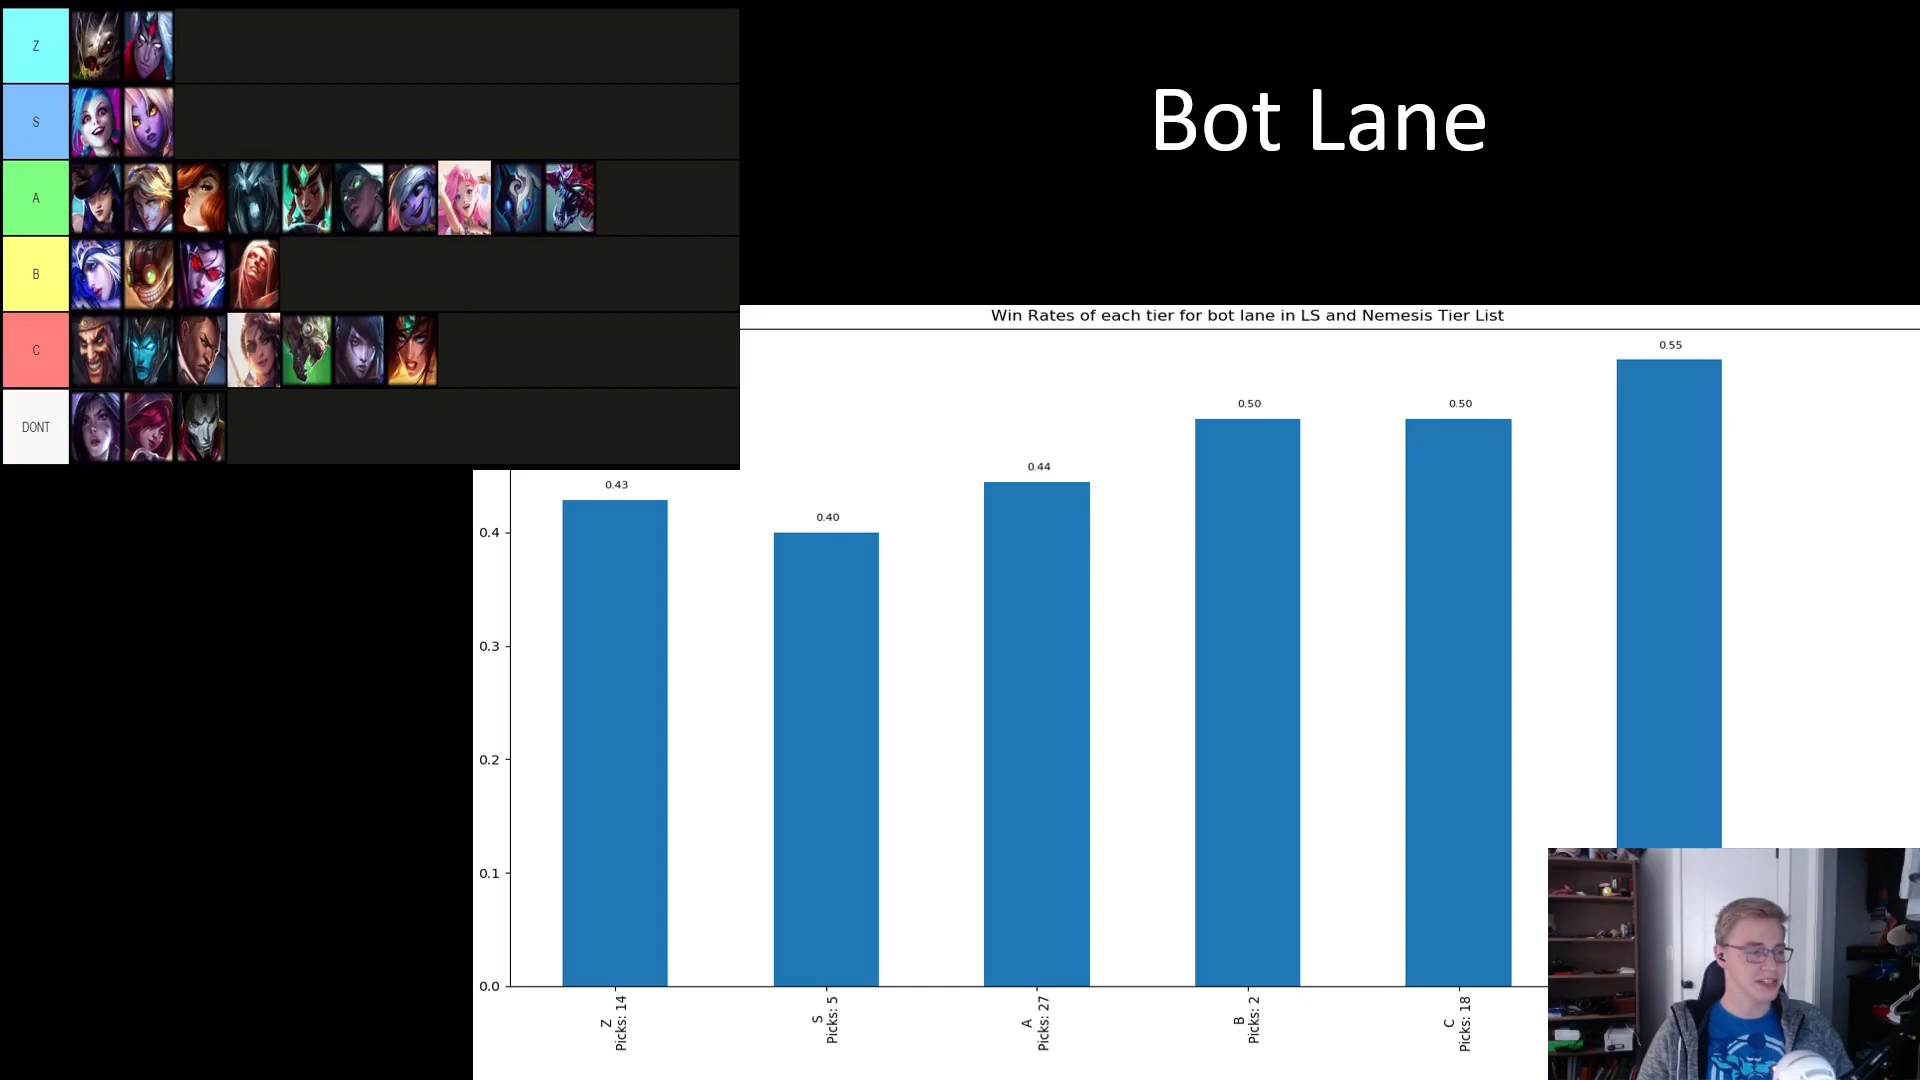 Z
S
A
B
C
DONT
Bot Lane
Win Rates of each tier for bot lane in LS and Nemesis Tier List
0.43
0.40
0.44
0.50
0.50
0.55
0.4
0.3
0.2
0.1
0.0
Z
Picks: 14
S
Picks: 5
A
Picks: 27
B
Picks: 2
C
Picks: 18